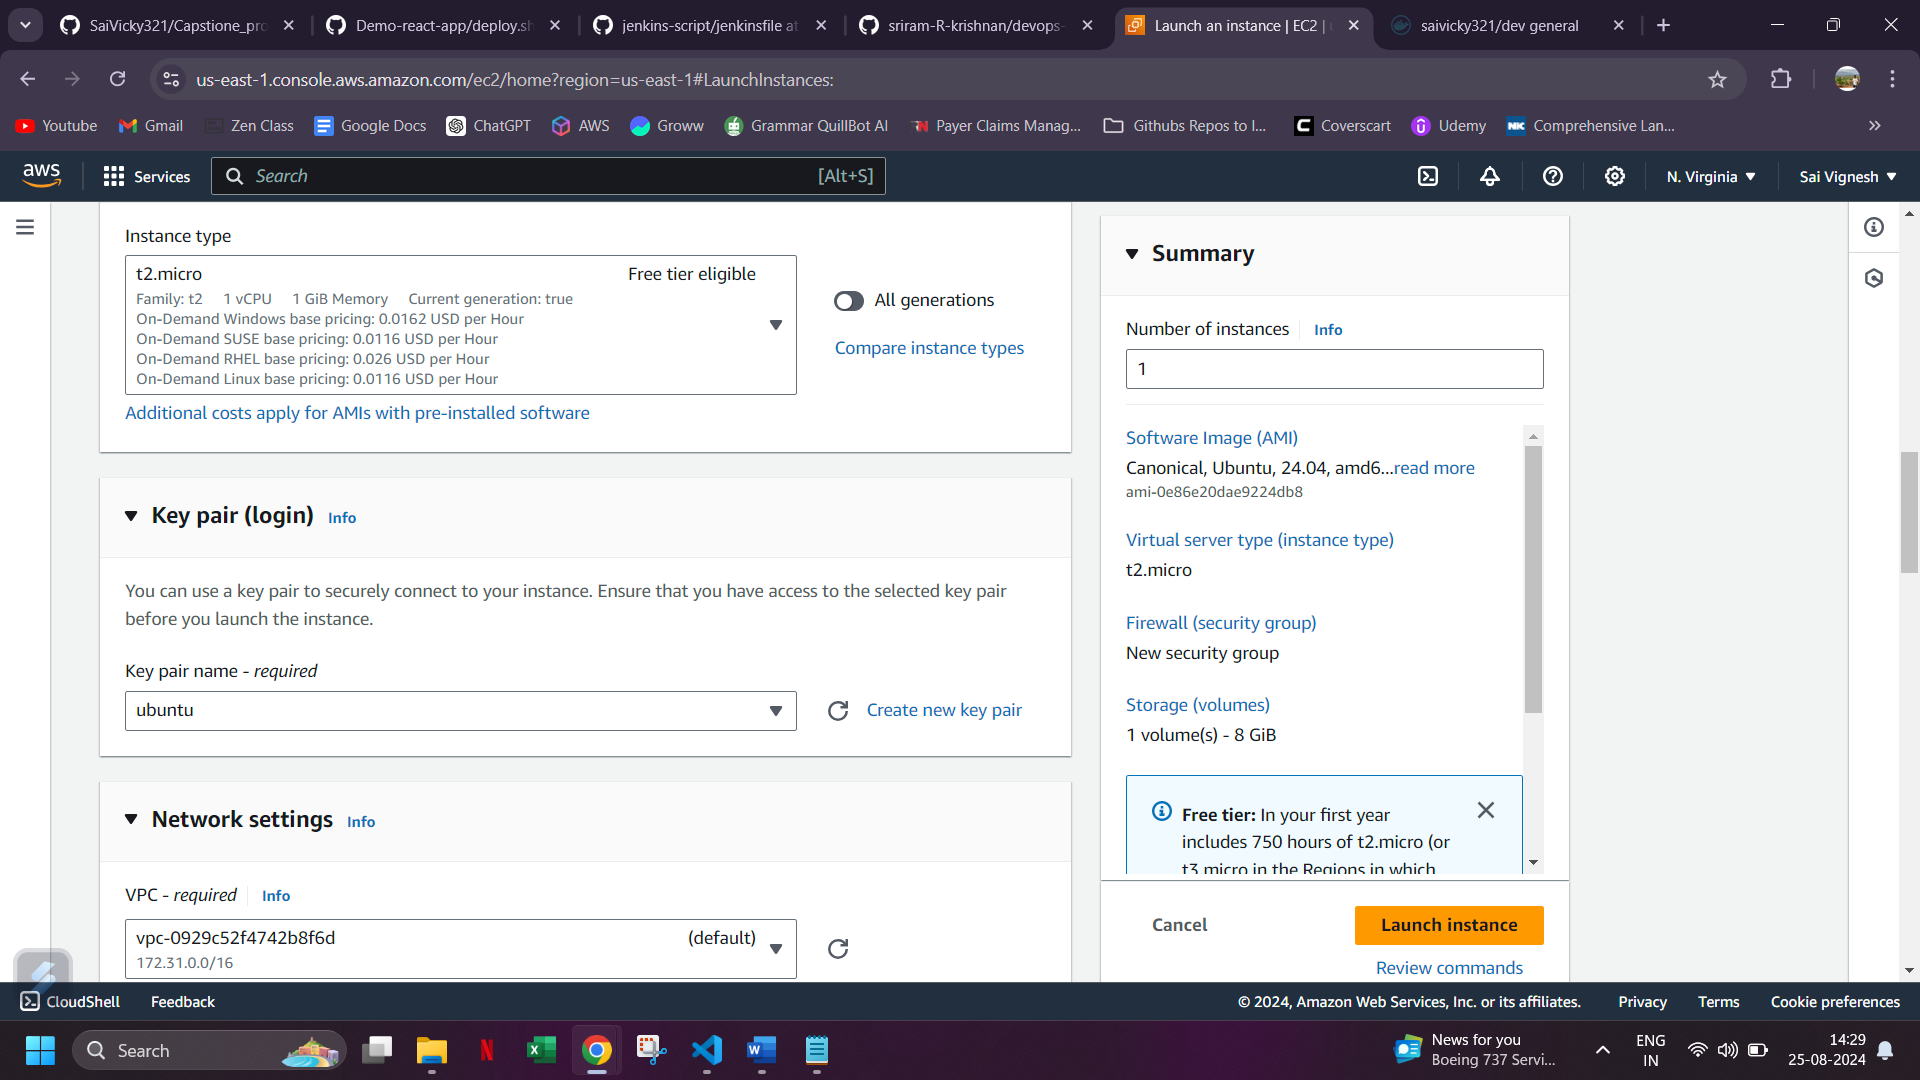 SaiVicky321/Capstione_pro
Demo-react-app/deploy.sh
jenkins-script/jenkinsfile at
sriram-R-krishnan/devops-
Launch an instance | EC2 | u
saivicky321/dev general
us-east-1.console.aws.amazon.com/ec2/home?region=us-east-1#LaunchInstances:
Youtube
Gmail
Zen Class
Google Docs
ChatGPT
AWS
Groww
Grammar QuillBot AI
Payer Claims Manag...
Githubs Repos to I...
Coverscart
Udemy
Comprehensive Lan...
aws
Services
Search
[Alt+S]
N. Virginia
Sai Vignesh
Instance type
t2.micro
Free tier eligible
Family: t2 1 vCPU 1 GiB Memory Current generation: true
On-Demand Windows base pricing: 0.0162 USD per Hour
On-Demand SUSE base pricing: 0.0116 USD per Hour
On-Demand RHEL base pricing: 0.026 USD per Hour
On-Demand Linux base pricing: 0.0116 USD per Hour
All generations
Compare instance types
Additional costs apply for AMIs with pre-installed software
Key pair (login) Info
You can use a key pair to securely connect to your instance. Ensure that you have access to the selected key pair
before you launch the instance.
Key pair name - required
ubuntu
Create new key pair
Network settings Info
VPC - required Info
vpc-0929c52f4742b8f6d
(default)
172.31.0.0/16
Summary
Number of instances Info
1
Software Image (AMI)
Canonical, Ubuntu, 24.04, amd6...read more
ami-0e86e20dae9224db8
Virtual server type (instance type)
t2.micro
Firewall (security group)
New security group
Storage (volumes)
1 volume(s) - 8 GiB
Free tier: In your first year
includes 750 hours of t2.micro (or
t3.micro in the Regions in which
Cancel
Launch instance
Review commands
CloudShell
Feedback
© 2024, Amazon Web Services, Inc. or its affiliates.
Privacy
Terms
Cookie preferences
Search
News for you
Boeing 737 Servi...
ENG
IN
14:29
25-08-2024